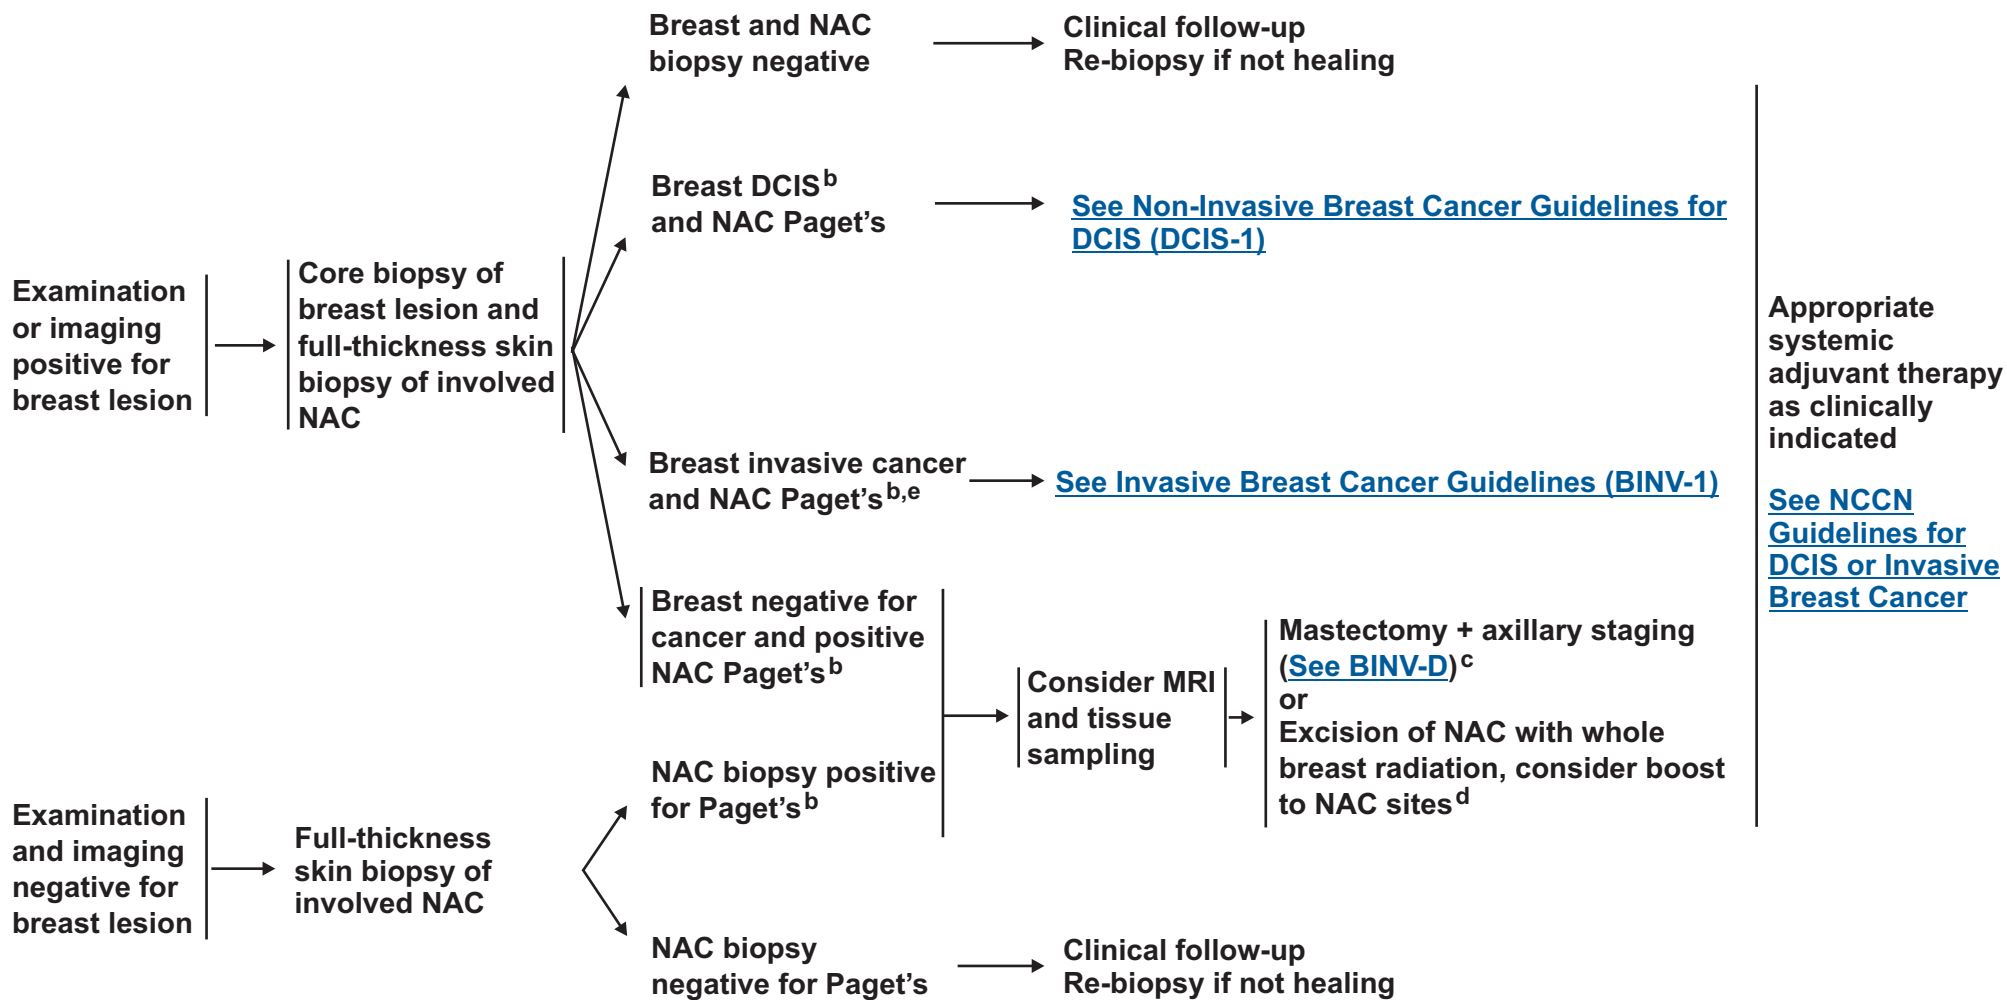 Examination
or imaging
positive for
breast lesion
Core biopsy of
breast lesion and
full-thickness skin
biopsy of involved
NAC
Breast and NAC
biopsy negative
Clinical follow-up
Re-biopsy if not healing
Breast DCISb
and NAC Paget’s
See Non-Invasive Breast Cancer Guidelines for
DCIS (DCIS-1)
Breast invasive cancer
and NAC Paget’sb,e
See Invasive Breast Cancer Guidelines (BINV-1)
Breast negative for
cancer and positive
NAC Paget’sb
Examination
and imaging
negative for
breast lesion
Full-thickness
skin biopsy of
involved NAC
NAC biopsy positive
for Paget’sb
Consider MRI
and tissue
sampling
Mastectomy + axillary staging
(See BINV-D)c
or
Excision of NAC with whole
breast radiation, consider boost
to NAC sitesd
NAC biopsy
negative for Paget’s
Clinical follow-up
Re-biopsy if not healing
Appropriate
systemic
adjuvant therapy
as clinically
indicated
See NCCN
Guidelines for
DCIS or Invasive
Breast Cancer